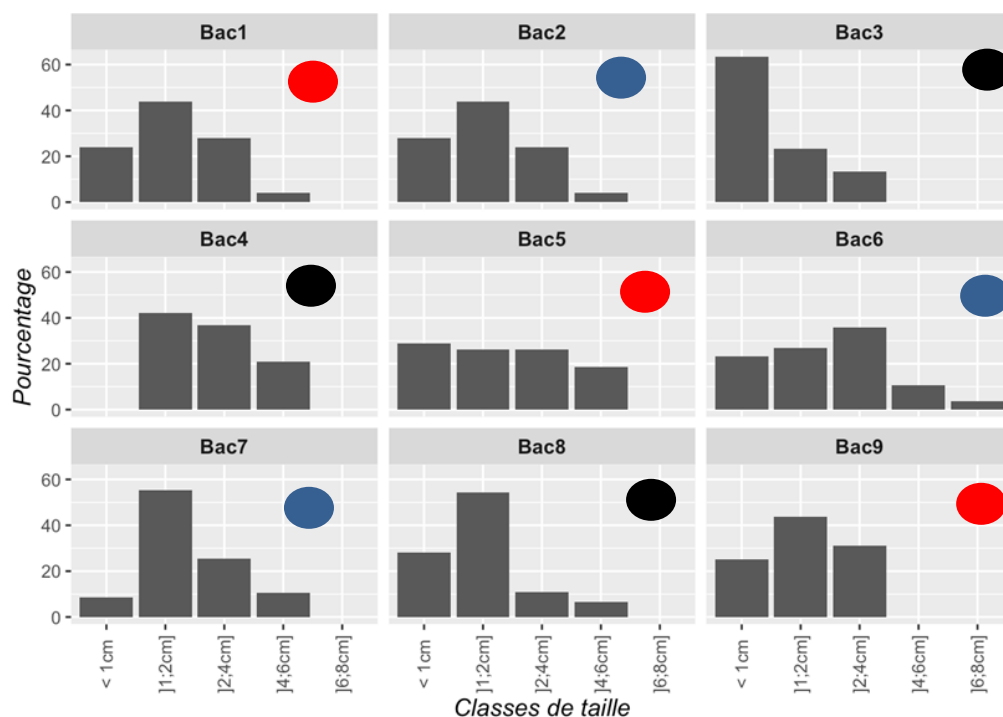 Bac1 Bac2 Bac3
60
40
20
0
Bac4 Bac5 Bac6
60
40
20
0
Bac7 Bac8 Bac9
60
40
20
0
Pourcentage
< 1cm ]1:2cm] ]2:4cm] ]4:6cm] ]6:8cm] < 1cm ]1:2cm] ]2:4cm] ]4:6cm] ]6:8cm] < 1cm ]1:2cm] ]2:4cm] ]4:6cm] ]6:8cm]
Classes de taille